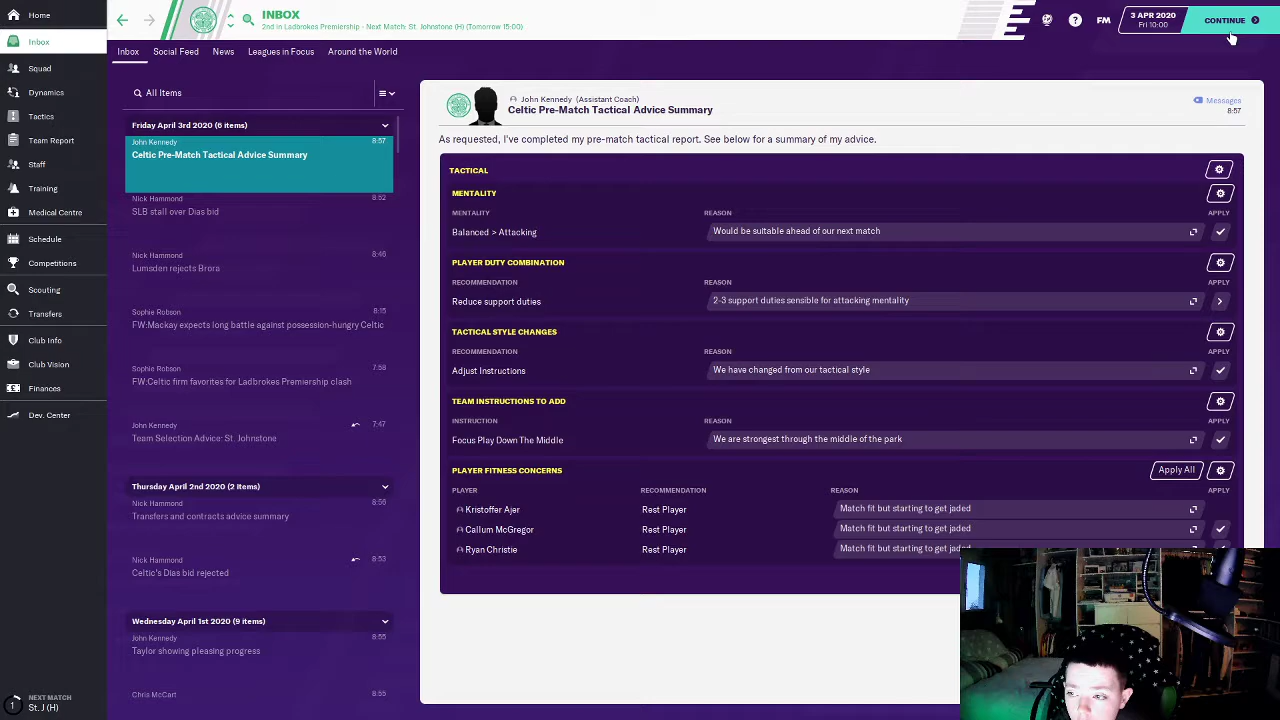 INBOX
2nd in Ladbrokes Premiership - Next Match: St. Johnstone (H) (Tomorrow 15:00)
?
FM
3 APR 2020
Fri 10:00
CONTINUE
Home
Inbox
Squad
Dynamics
Tactics
Team Report
Staff
Training
Medical Centre
Schedule
Competitions
Scouting
Transfers
Club Info
Club Vision
Finances
Dev. Center
1
NEXT MATCH
St. J (H)
Inbox
Social Feed
News
Leagues in Focus
Around the World
All Items
Friday April 3rd 2020 (6 items)
John Kennedy 8:57
Celtic Pre-Match Tactical Advice Summary
Nick Hammond 8:52
SLB stall over Dias bid
Nick Hammond 8:46
Lumsden rejects Brora
Sophie Robson 8:15
FW:Mackay expects long battle against possession-hungry Celtic
Sophie Robson 7:58
FW:Celtic firm favorites for Ladbrokes Premiership clash
John Kennedy 7:47
Team Selection Advice: St. Johnstone
Thursday April 2nd 2020 (2 items)
Nick Hammond 8:56
Transfers and contracts advice summary
Nick Hammond 8:53
Celtic's Dias bid rejected
Wednesday April 1st 2020 (9 items)
John Kennedy 8:55
Taylor showing pleasing progress
Chris McCart 8:55
John Kennedy (Assistant Coach)
Celtic Pre-Match Tactical Advice Summary
Messages
8:57
As requested, I've completed my pre-match tactical report. See below for a summary of my advice.
TACTICAL
MENTALITY
MENTALITY REASON APPLY
Balanced > Attacking Would be suitable ahead of our next match
PLAYER DUTY COMBINATION
RECOMMENDATION REASON APPLY
Reduce support duties 2-3 support duties sensible for attacking mentality
TACTICAL STYLE CHANGES
RECOMMENDATION REASON APPLY
Adjust Instructions We have changed from our tactical style
TEAM INSTRUCTIONS TO ADD
INSTRUCTION REASON APPLY
Focus Play Down The Middle We are strongest through the middle of the park
PLAYER FITNESS CONCERNS Apply All
PLAYER RECOMMENDATION REASON APPLY
Kristoffer Ajer Rest Player Match fit but starting to get jaded
Callum McGregor Rest Player Match fit but starting to get jaded
Ryan Christie Rest Player Match fit but starting to get jaded